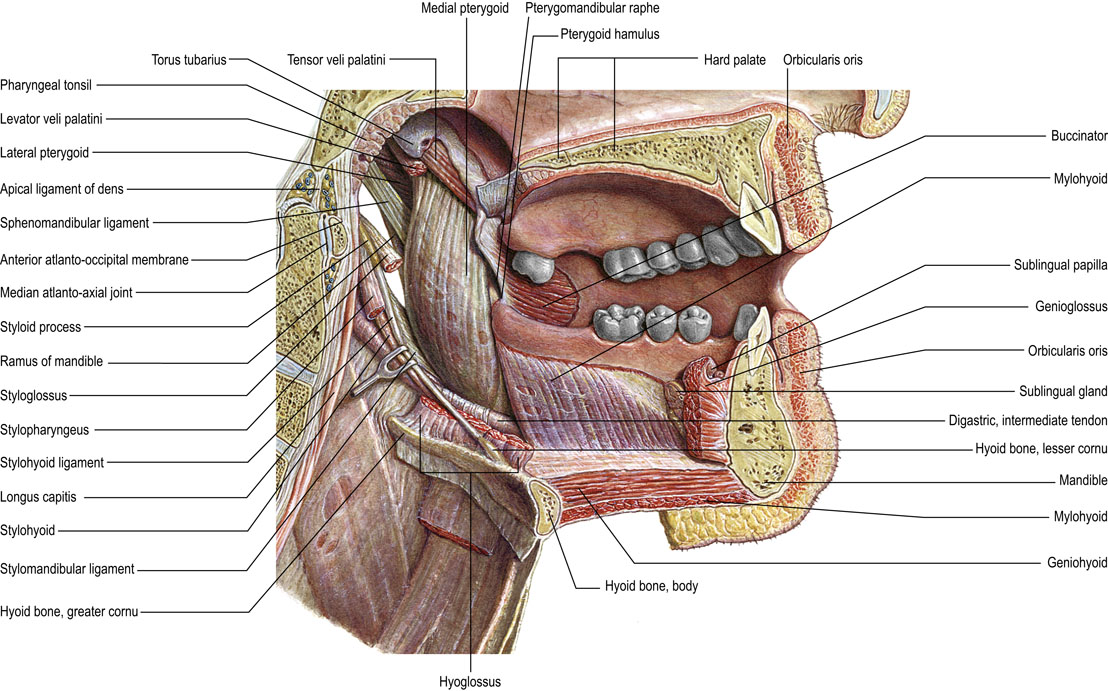 Medial pterygoid
Pterygomandibular raphe
Pterygoid hamulus
Torus tubarius
Tensor veli palatini
Hard palate
Orbicularis oris
Pharyngeal tonsil
Levator veli palatini
Lateral pterygoid
Apical ligament of dens
Sphenomandibular ligament
Anterior atlanto-occipital membrane
Median atlanto-axial joint
Styloid process
Ramus of mandible
Styloglossus
Stylopharyngeus
Stylohyoid ligament
Longus capitis
Stylohyoid
Stylomandibular ligament
Hyoid bone, greater cornu
Buccinator
Mylohyoid
Sublingual papilla
Genioglossus
Orbicularis oris
Sublingual gland
Digastric, intermediate tendon
Hyoid bone, lesser cornu
Mandible
Mylohyoid
Geniohyoid
Hyoid bone, body
Hyoglossus